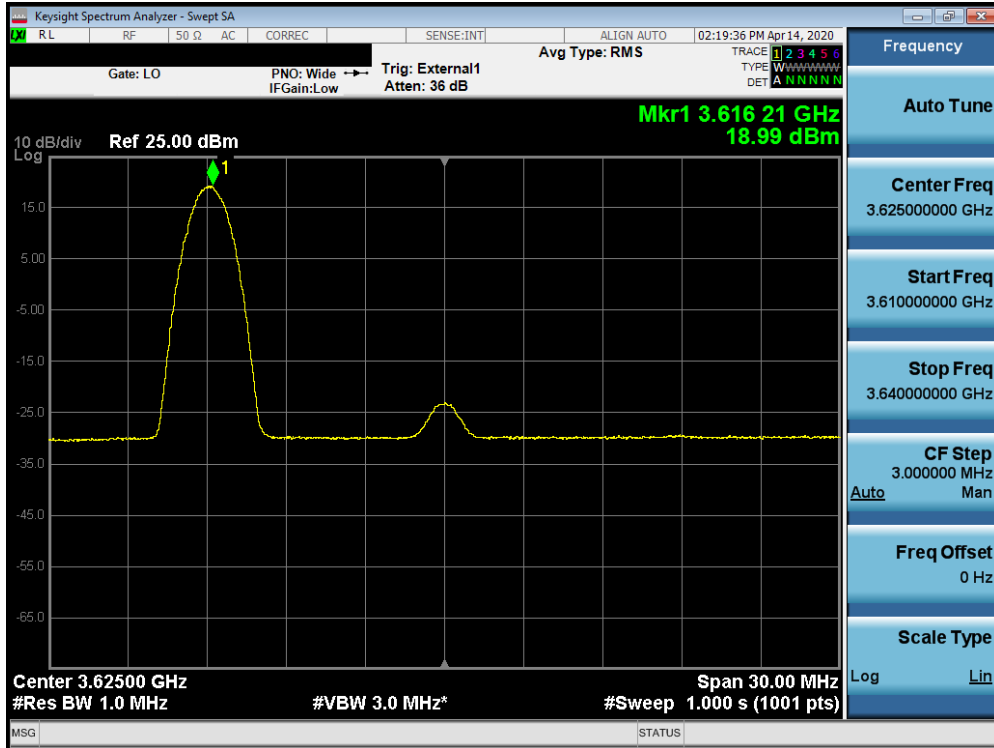 Keysight Spectrum Analyzer - Swept SA
LXI RL RF 50 Ω AC CORREC SENSE:INT ALIGN AUTO 02:19:36 PM Apr 14, 2020
Gate: LO
PNO: Wide
IFGain:Low
Trig: External1
Atten: 36 dB
Avg Type: RMS
TRACE 1 2 3 4 5 6
TYPE WWWWWW
DET A N N N N N
Mkr1 3.616 21 GHz
18.99 dBm
10 dB/div
Log
Ref 25.00 dBm
1
15.0
5.00
-5.00
-15.0
-25.0
-35.0
-45.0
-55.0
-65.0
Center 3.62500 GHz
Span 30.00 MHz
#Res BW 1.0 MHz
#VBW 3.0 MHz*
#Sweep 1.000 s (1001 pts)
MSG
STATUS
Frequency
Auto Tune
Center Freq
3.625000000 GHz
Start Freq
3.610000000 GHz
Stop Freq
3.640000000 GHz
CF Step
3.000000 MHz
Auto Man
Freq Offset
0 Hz
Scale Type
Log Lin